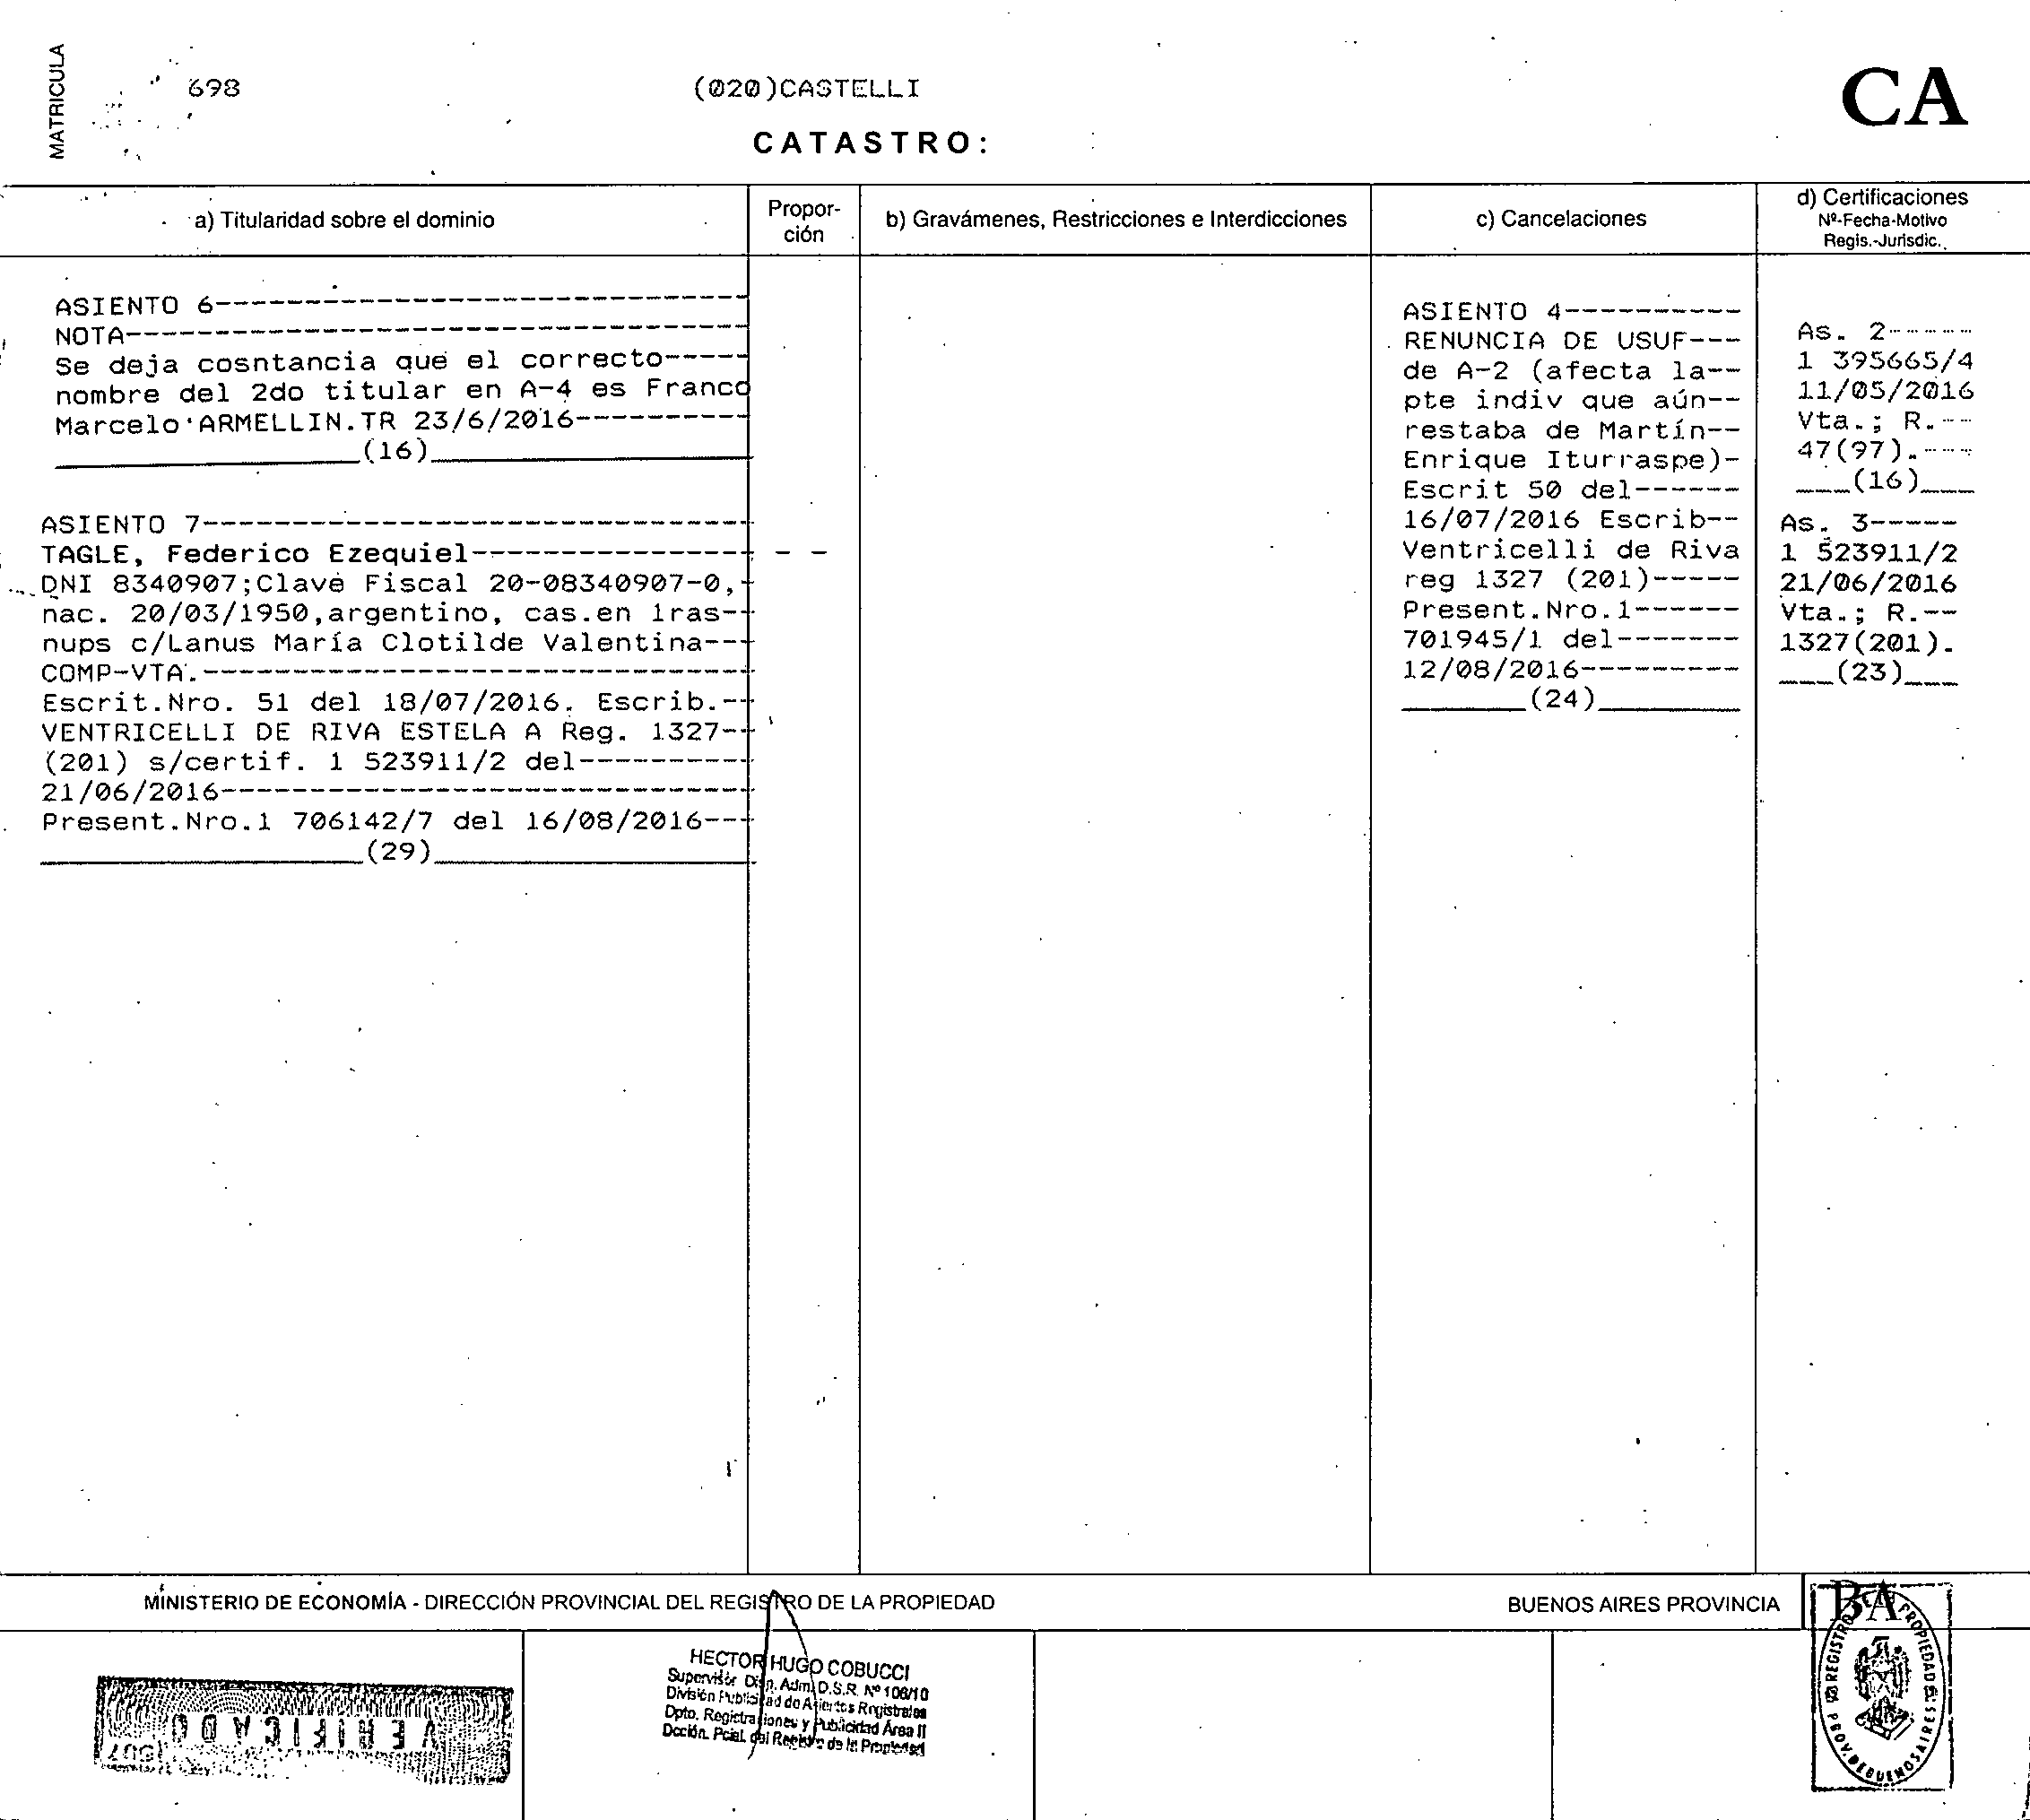 MATRICULA
698
(020)CASTELLI
CA
CATASTRO:
a) Titularidad sobre el dominio
Propor-
ción
b) Gravámenes, Restricciones e Interdicciones
c) Cancelaciones
d) Certificaciones
Nº-Fecha-Motivo
Regis.-Jurisdic.
ASIENTO 6------------------------------
NOTA-----------------------------------
Se deja cosntancia que el correcto-----
nombre del 2do titular en A-4 es Franco
Marcelo ARMELLIN.TR 23/6/2016----------
(16)
ASIENTO 7-------------------------------
TAGLE, Federico Ezequiel---------------- - -
DNI 8340907;Clave Fiscal 20-08340907-0,-
nac. 20/03/1950,argentino, cas.en 1ras--
nups c/Lanus María Clotilde Valentina---
COMP-VTA.-------------------------------
Escrit.Nro. 51 del 18/07/2016. Escrib.--
VENTRICELLI DE RIVA ESTELA A Reg. 1327--
(201) s/certif. 1 523911/2 del----------
21/06/2016------------------------------
Present.Nro.1 706142/7 del 16/08/2016---
(29)
ASIENTO 4----------
RENUNCIA DE USUF---
de A-2 (afecta la--
pte indiv que aún--
restaba de Martín--
Enrique Iturraspe)-
Escrit 50 del------
16/07/2016 Escrib--
Ventricelli de Riva
reg 1327 (201)-----
Present.Nro.1------
701945/1 del-------
12/08/2016---------
(24)
As. 2-----
1 395665/4
11/05/2016
Vta.; R.--
47(97).---
___(16)___
As. 3-----
1 523911/2
21/06/2016
Vta.; R.--
1327(201).
___(23)___
MINISTERIO DE ECONOMÍA - DIRECCIÓN PROVINCIAL DEL REGISTRO DE LA PROPIEDAD
BUENOS AIRES PROVINCIA
BA
VERIFICADO
HECTOR HUGO COBUCCI
Supervisor Dión. Adm. D.S.R. Nº 106/10
División Publicidad de Asientos Registrales
Dpto. Registraciones y Publicidad Área II
Dcción. Pcial. del Registro de la Propiedad
REGISTRO PROPIEDAD
PROV. DE BUENOS AIRES